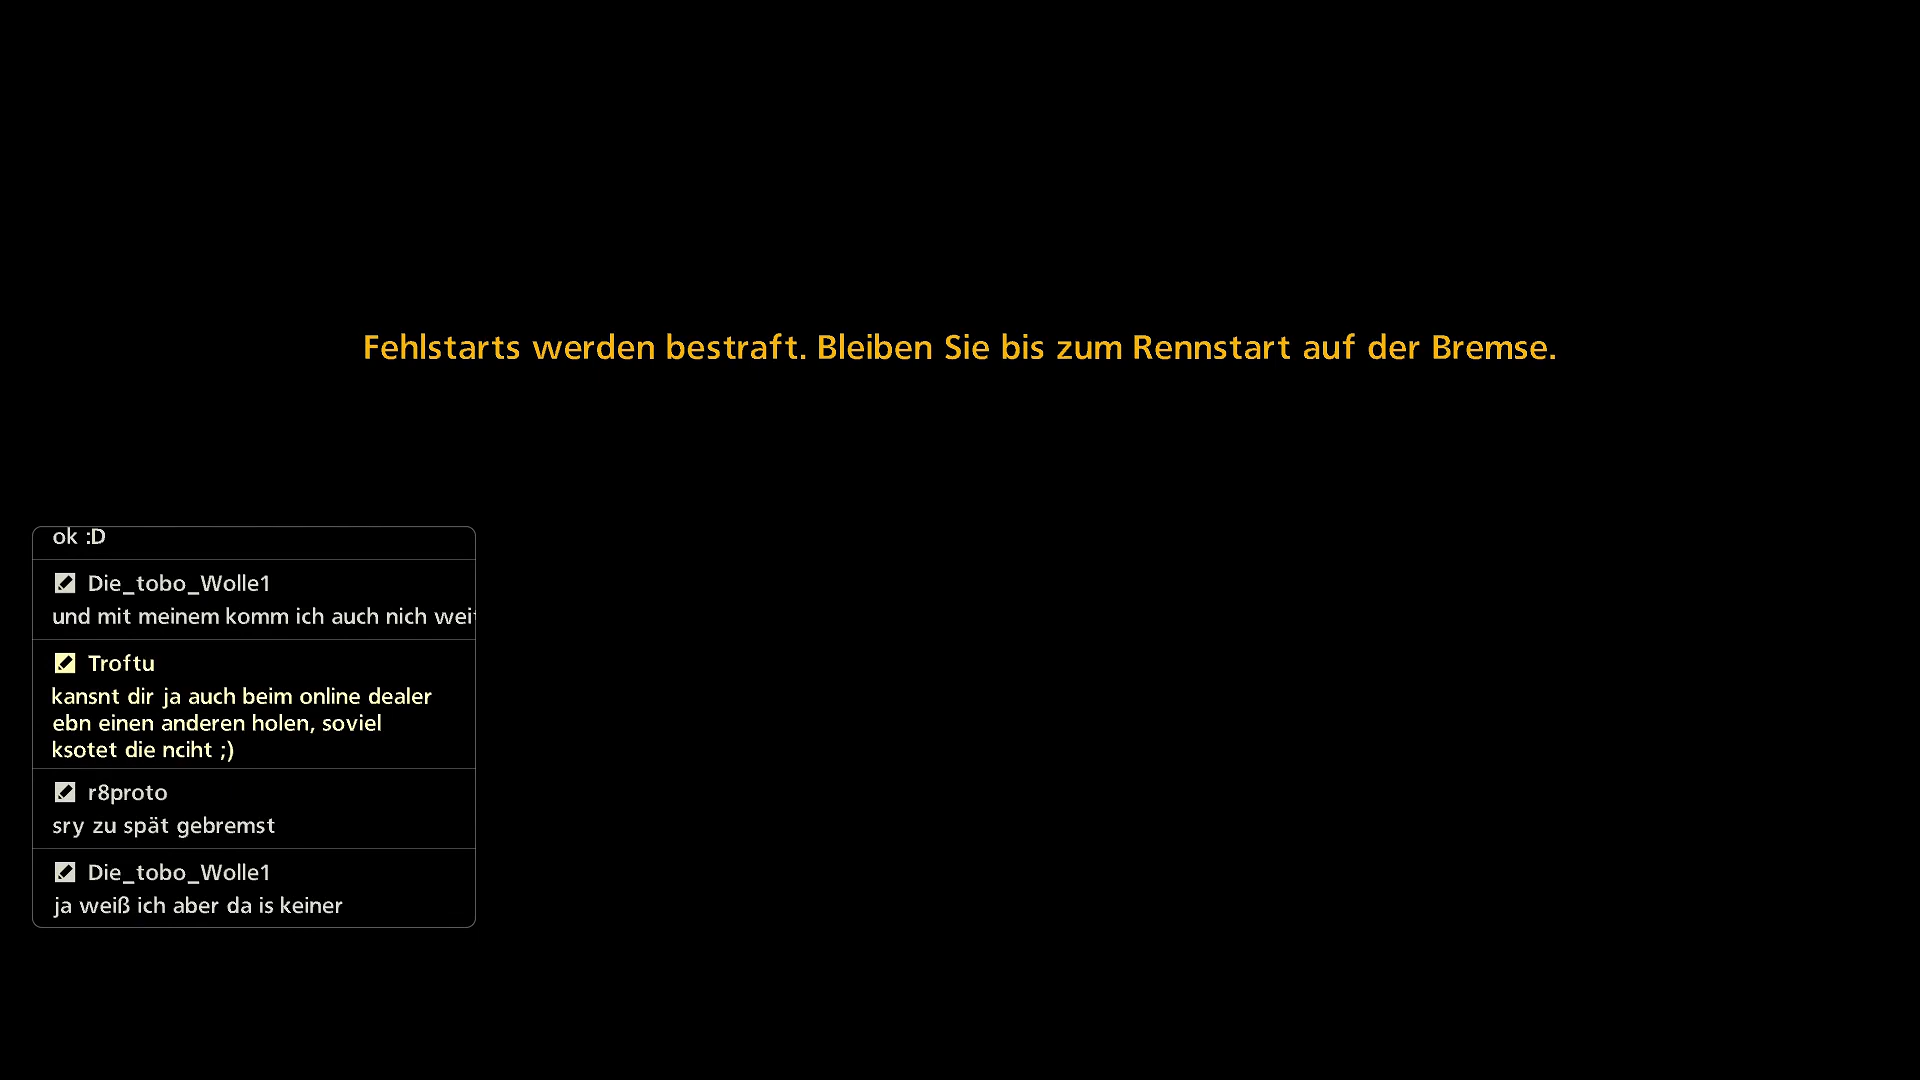 Fehlstarts werden bestraft. Bleiben Sie bis zum Rennstart auf der Bremse.
ok :D
Die_tobo_Wolle1
und mit meinem komm ich auch nich
Troftu
kansnt dir ja auch beim online dealer
ebn einen anderen holen, soviel
ksotet die nciht ;)
r8proto
sry zu spät gebremst
Die_tobo_Wolle1
ja weiß ich aber da is keiner